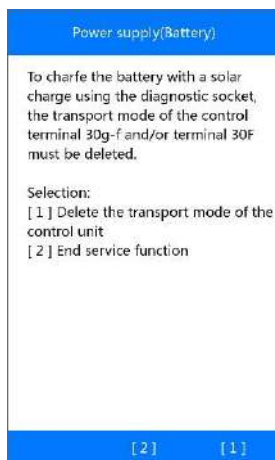 Power supply(Battery)
To charfe the battery with a solar
charge using the diagnostic socket,
the transport mode of the control
terminal 30g-f and/or terminal 30F
must be deleted.
Selection:
[ 1 ] Delete the transport mode of the
control unit
[ 2 ] End service function
[ 2 ] [ 1 ]